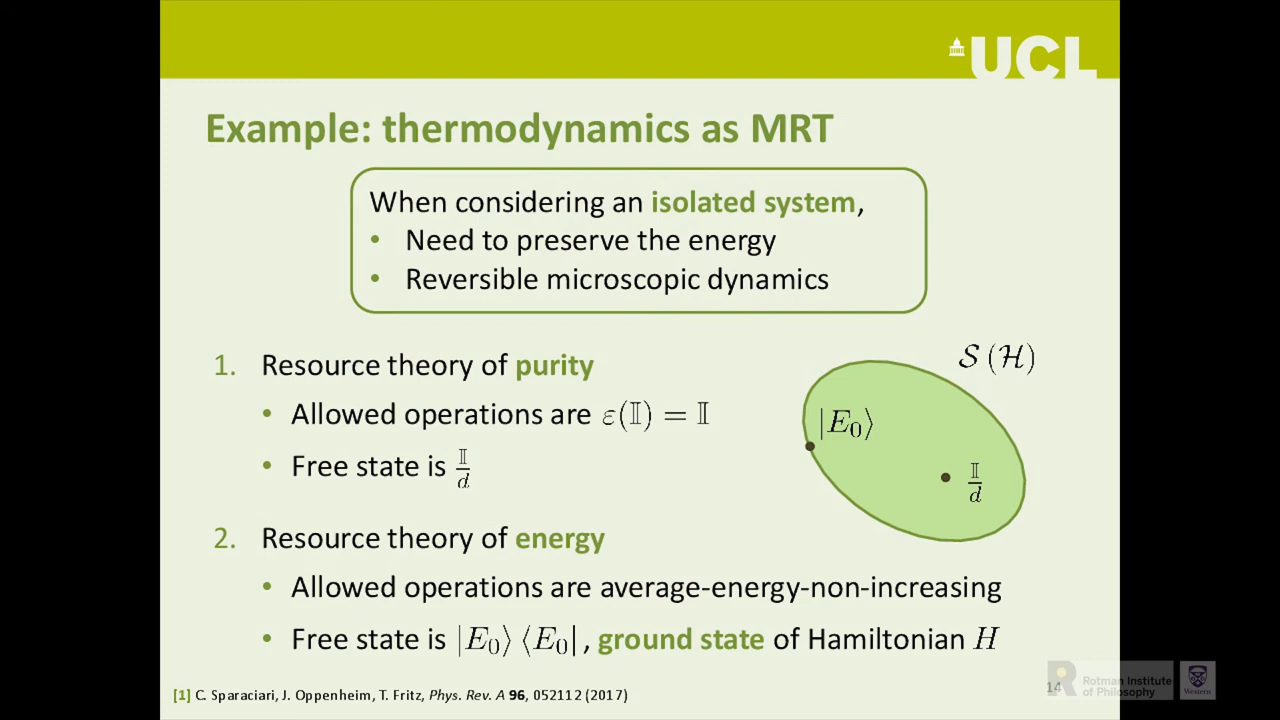 UCL
Example: thermodynamics as MRT
When considering an isolated system,
• Need to preserve the energy
• Reversible microscopic dynamics
1. Resource theory of purity
• Allowed operations are ε(𝕀) = 𝕀
• Free state is 𝕀/d
𝒮(ℋ)
|E₀⟩
𝕀/d
2. Resource theory of energy
• Allowed operations are average-energy-non-increasing
• Free state is |E₀⟩⟨E₀|, ground state of Hamiltonian H
[1] C. Sparaciari, J. Oppenheim, T. Fritz, Phys. Rev. A 96, 052112 (2017)
14
Rotman Institute
of Philosophy
Western